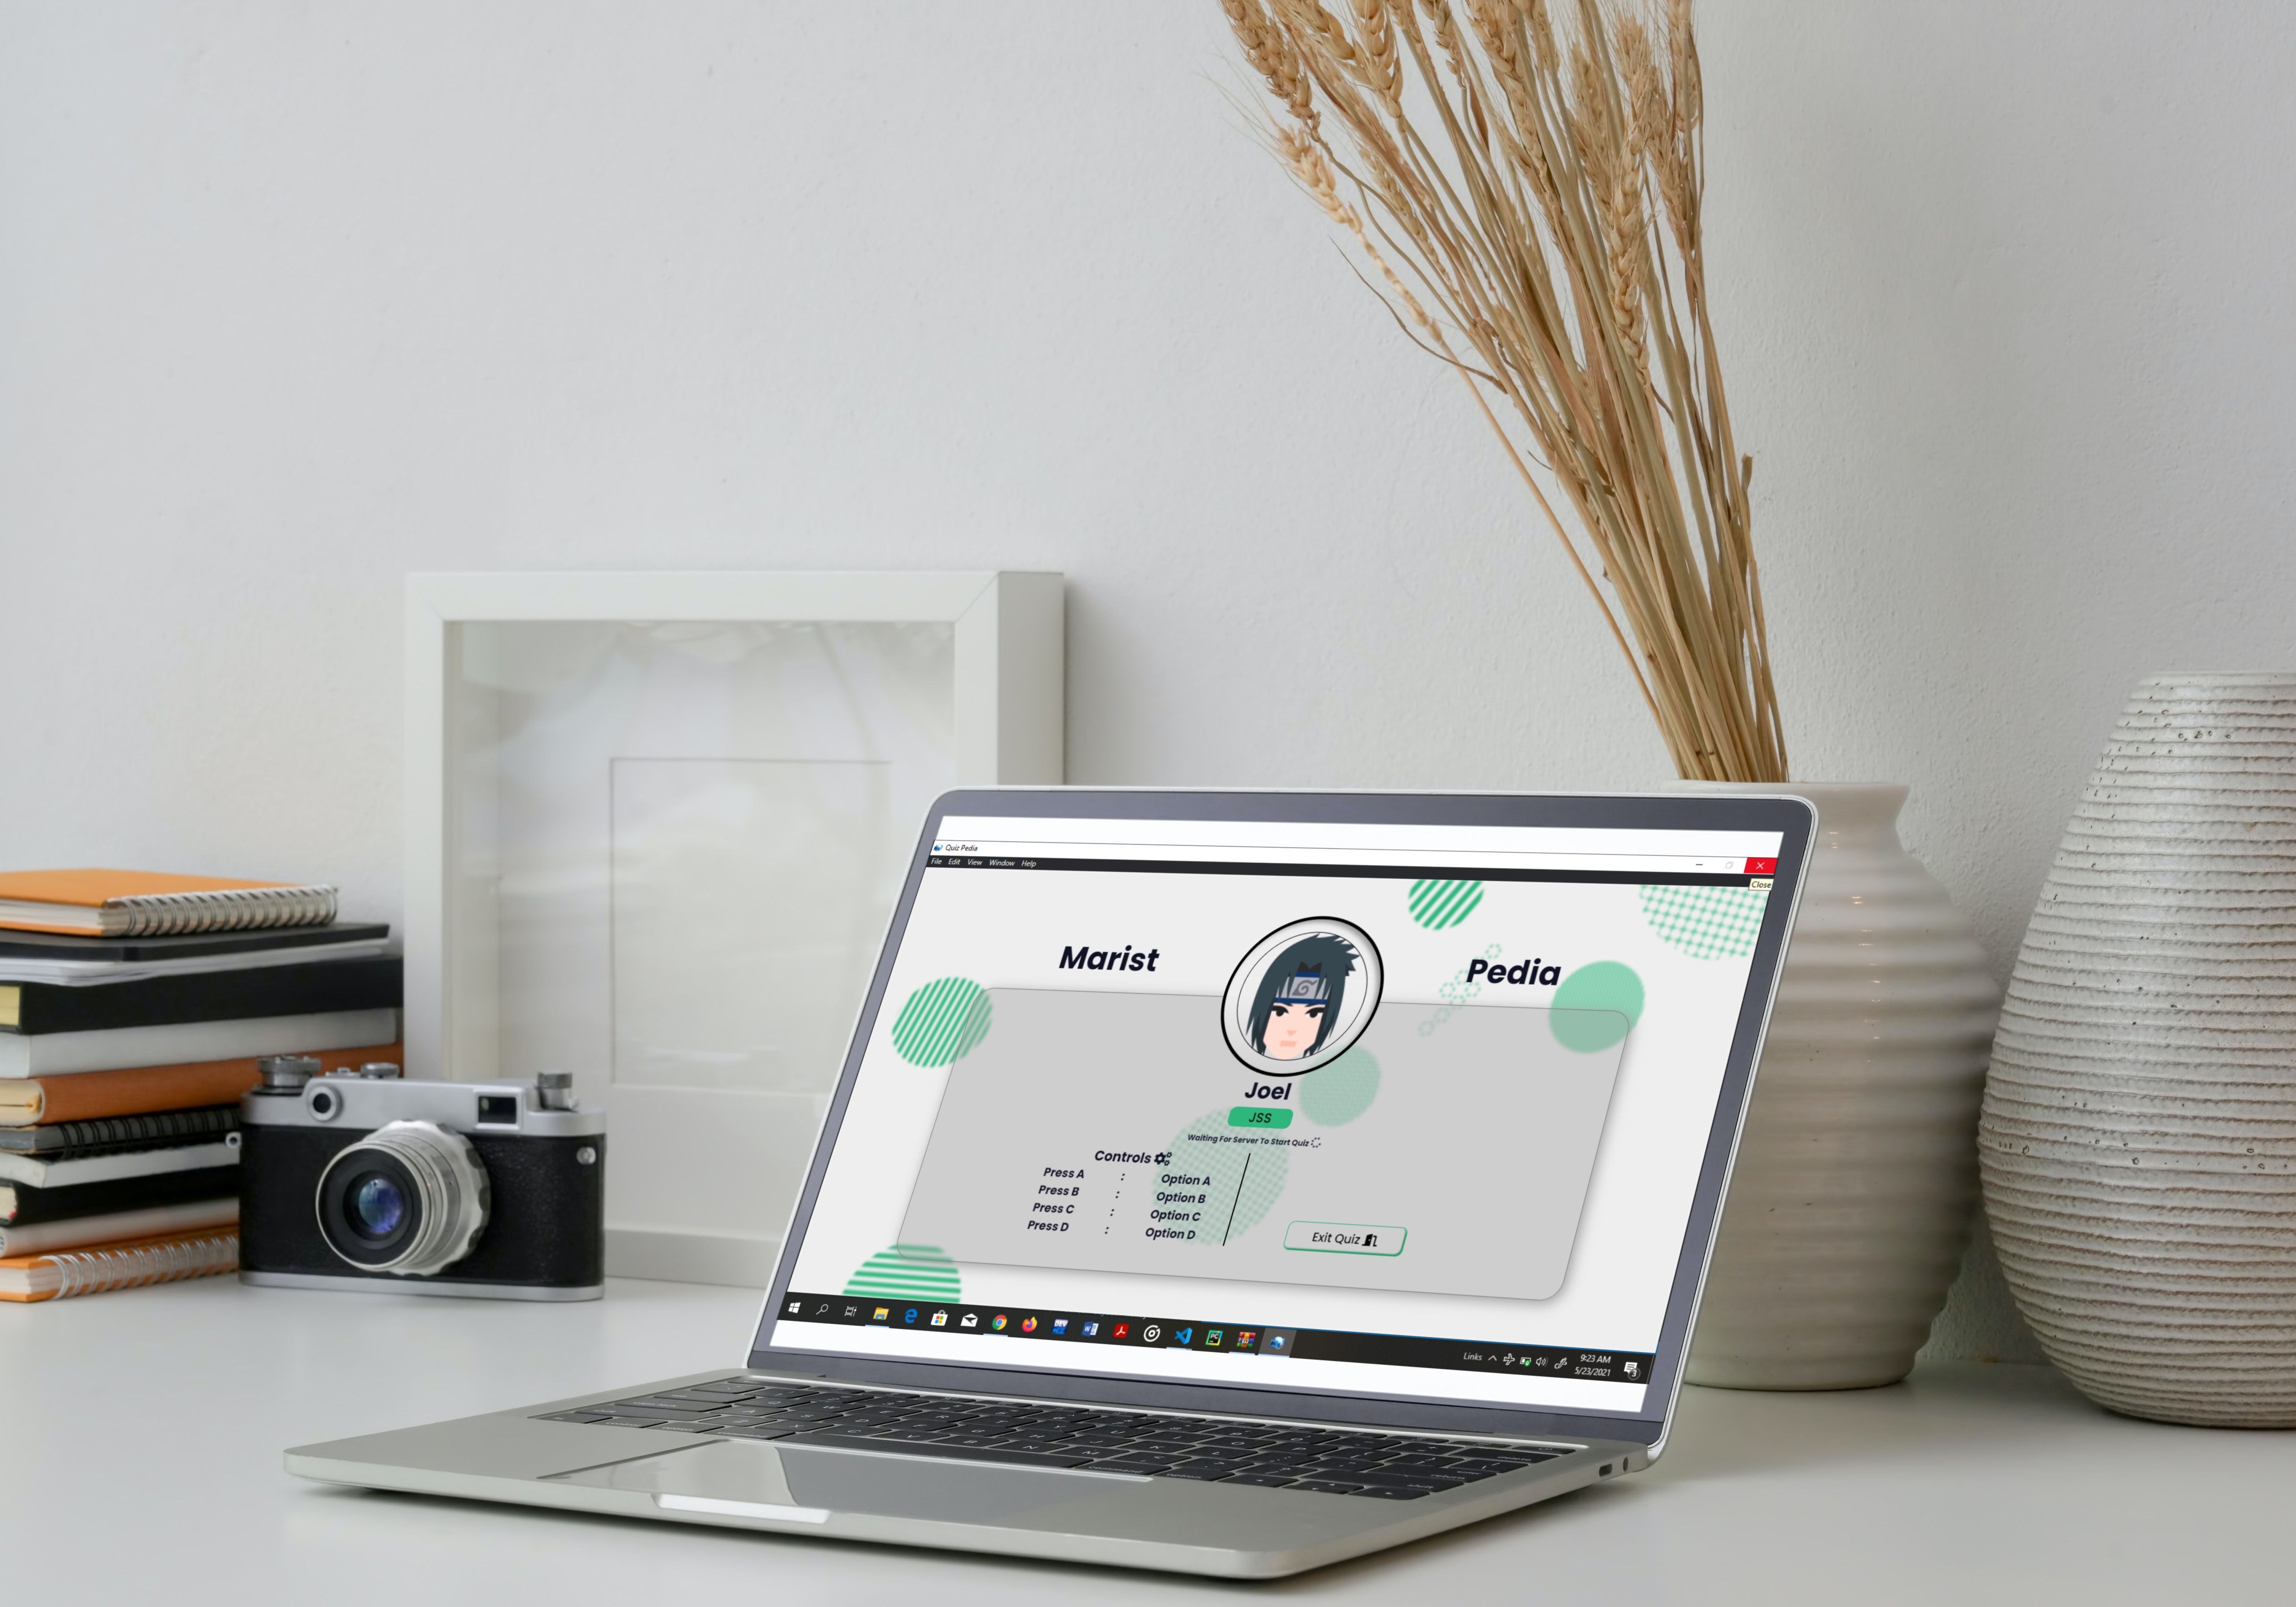 Quiz Pedia
File Edit View Window Help
Close
Marist Pedia
Joel
JSS
Waiting For Server To Start Quiz
Controls
Press A : Option A
Press B : Option B
Press C : Option C
Press D : Option D
Exit Quiz
Links
9:23 AM
5/23/2021
3